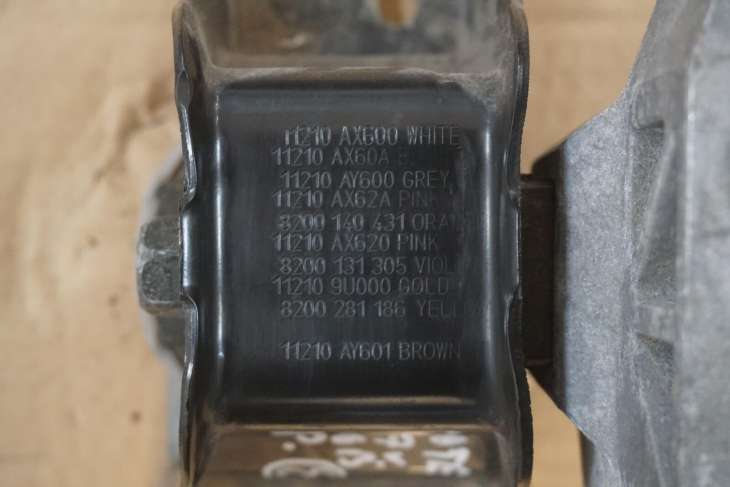 11210 AX600 WHITE
11210 AX60A
11210 AY600 GREY
11210 AX62A PINK
8200 140 431 ORA
11210 AX620 PINK
8200 131 305 VIOL
11210 9U000 GOLD
8200 281 186 YELL
11210 AY601 BROWN